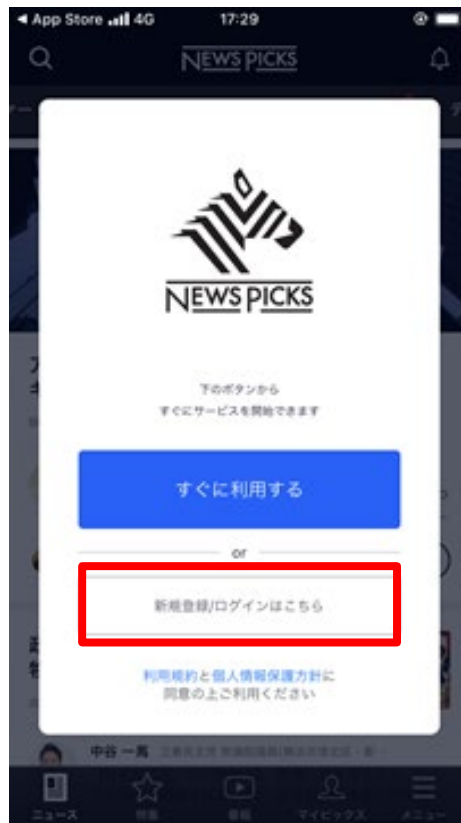 App Store 4G 17:29
NEWS PICKS
NEWS PICKS
下のボタンから
すぐにサービスを開始できます
すぐに利用する
or
新規登録/ログインはこちら
利用規約と個人情報保護方針に
同意の上ご利用ください
中谷 一馬
ニュース 特集 番組 マイピックス メニュー